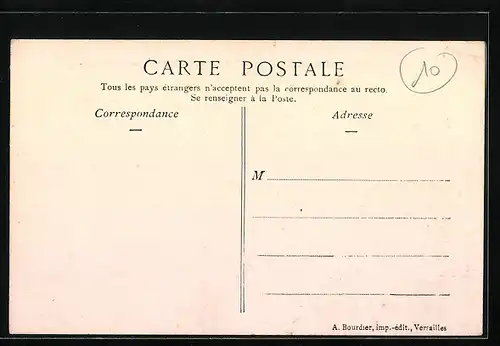 CARTE POSTALE
10
Tous les pays étrangers n'acceptent pas la correspondance au recto.
Se renseigner à la Poste.
Correspondance
Adresse
M
A. Bourdier, imp.-édit., Versailles